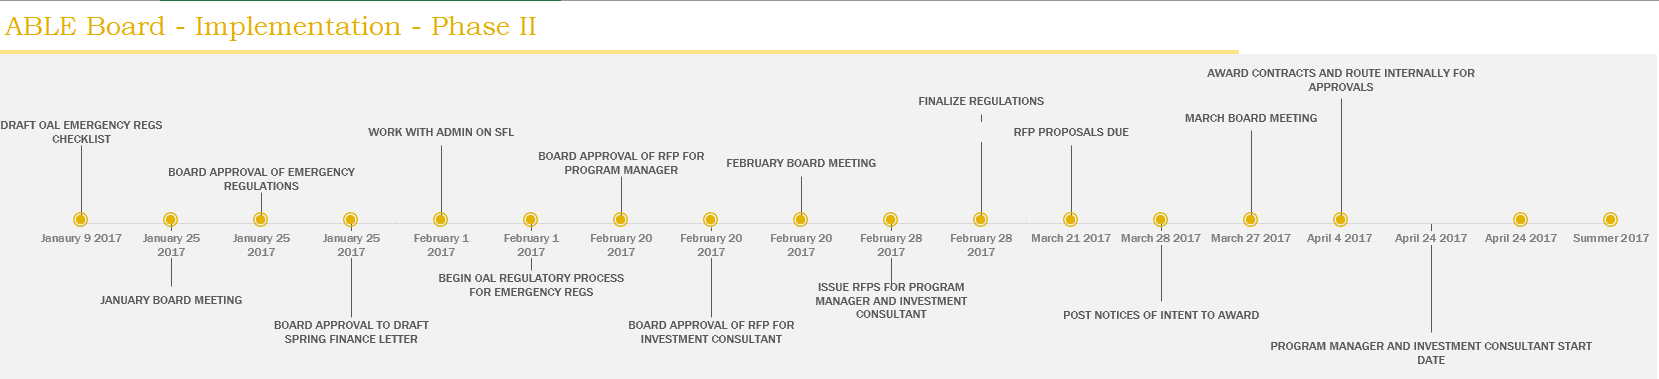 ABLE Board - Implementation - Phase II
AWARD CONTRACTS AND ROUTE INTERNALLY FOR
APPROVALS
FINALIZE REGULATIONS
MARCH BOARD MEETING
DRAFT OAL EMERGENCY REGS
CHECKLIST
WORK WITH ADMIN ON SFL
RFP PROPOSALS DUE
BOARD APPROVAL OF RFP FOR
PROGRAM MANAGER
FEBRUARY BOARD MEETING
BOARD APPROVAL OF EMERGENCY
REGULATIONS
Janaury 9 2017
January 25
2017
January 25
2017
January 25
2017
February 1
2017
February 1
2017
February 20
2017
February 20
2017
February 20
2017
February 28
2017
February 28
2017
March 21 2017
March 28 2017
March 27 2017
April 4 2017
April 24 2017
April 24 2017
Summer 2017
BEGIN OAL REGULATORY PROCESS
FOR EMERGENCY REGS
ISSUE RFPS FOR PROGRAM
MANAGER AND INVESTMENT
CONSULTANT
JANUARY BOARD MEETING
POST NOTICES OF INTENT TO AWARD
BOARD APPROVAL TO DRAFT
SPRING FINANCE LETTER
BOARD APPROVAL OF RFP FOR
INVESTMENT CONSULTANT
PROGRAM MANAGER AND INVESTMENT CONSULTANT START
DATE